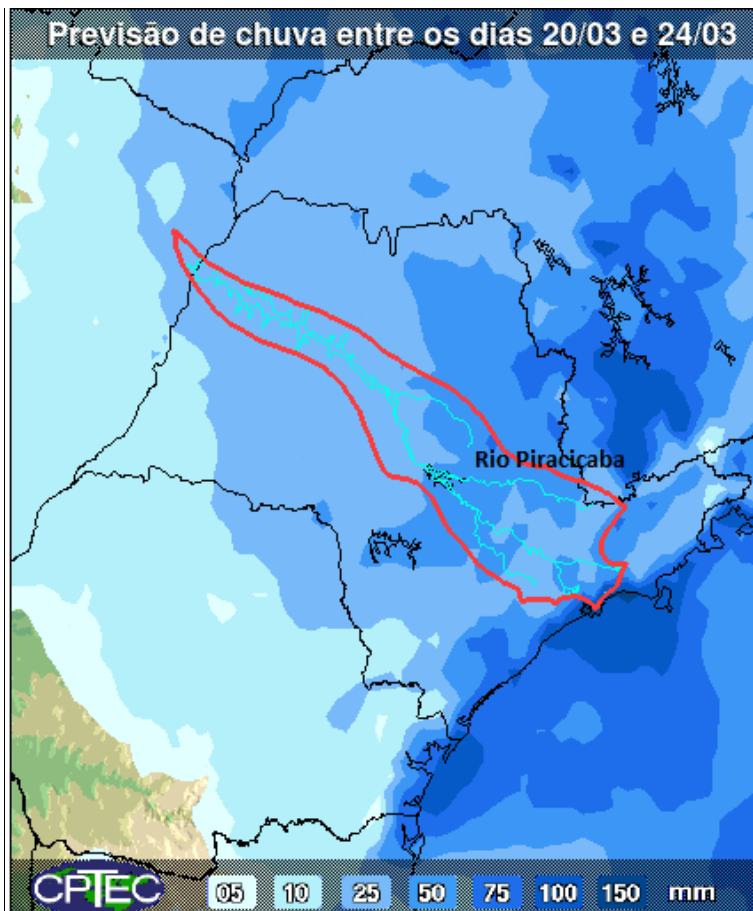 Previsão de chuva entre os dias 20/03 e 24/03
Rio Piracicaba
CPTEC 05 10 25 50 75 100 150 mm